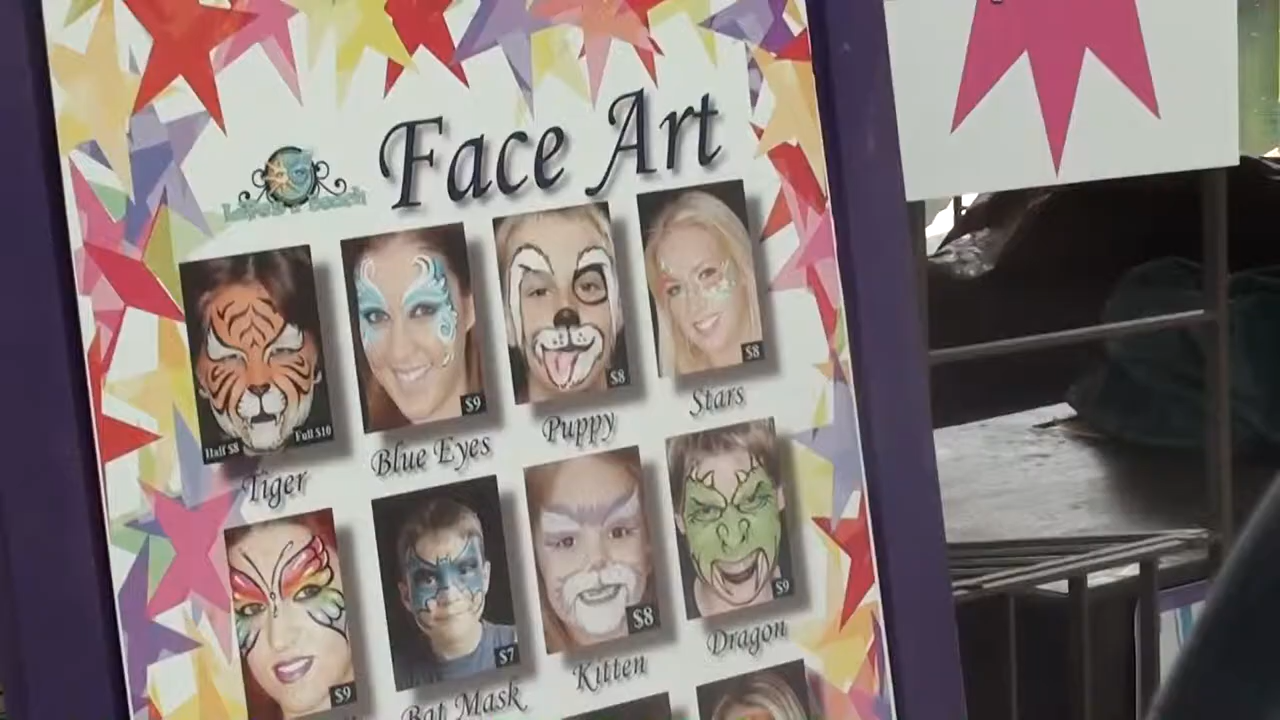 Face Art
Half $8
Full $10
$9
$8
$8
Tiger
Blue Eyes
Puppy
Stars
$9
$7
$8
$9
Bat Mask
Kitten
Dragon